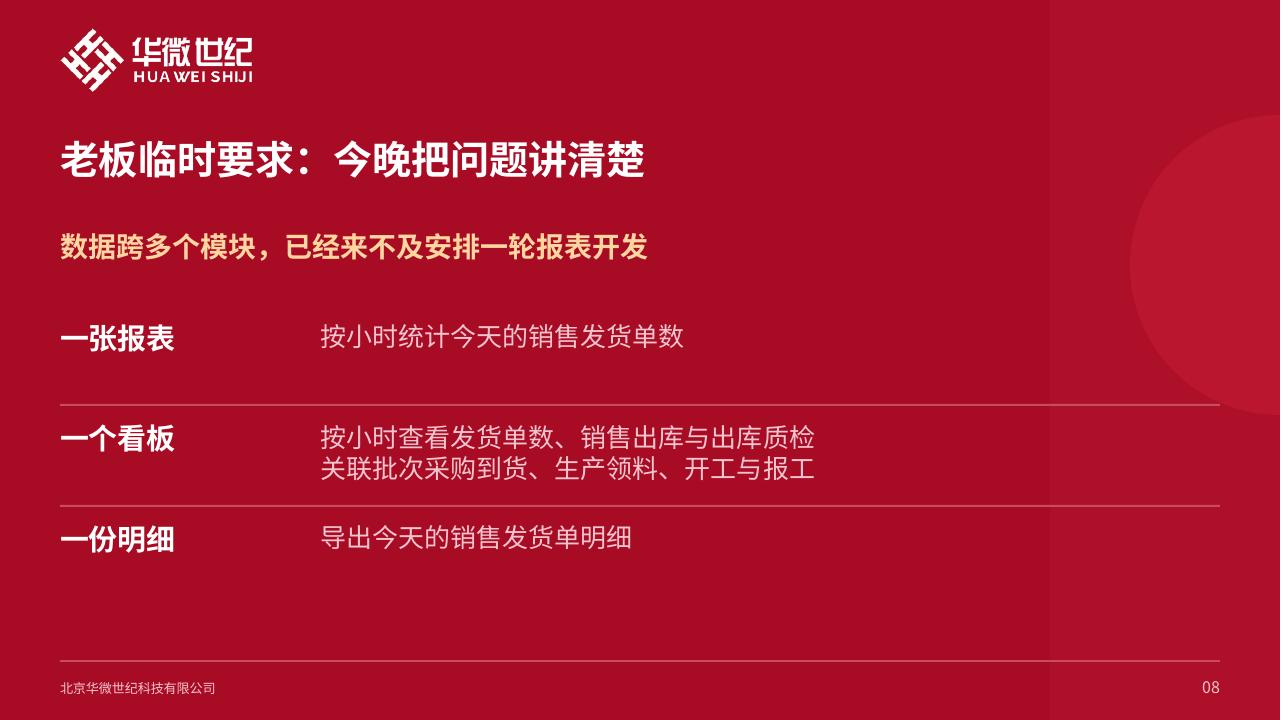 华微世纪
HUA WEI SHIJI
老板临时要求：今晚把问题讲清楚
数据跨多个模块，已经来不及安排一轮报表开发
一张报表
按小时统计今天的销售发货单数
一个看板
按小时查看发货单数、销售出库与出库质检
关联批次采购到货、生产领料、开工与报工
一份明细
导出今天的销售发货单明细
北京华微世纪科技有限公司
08